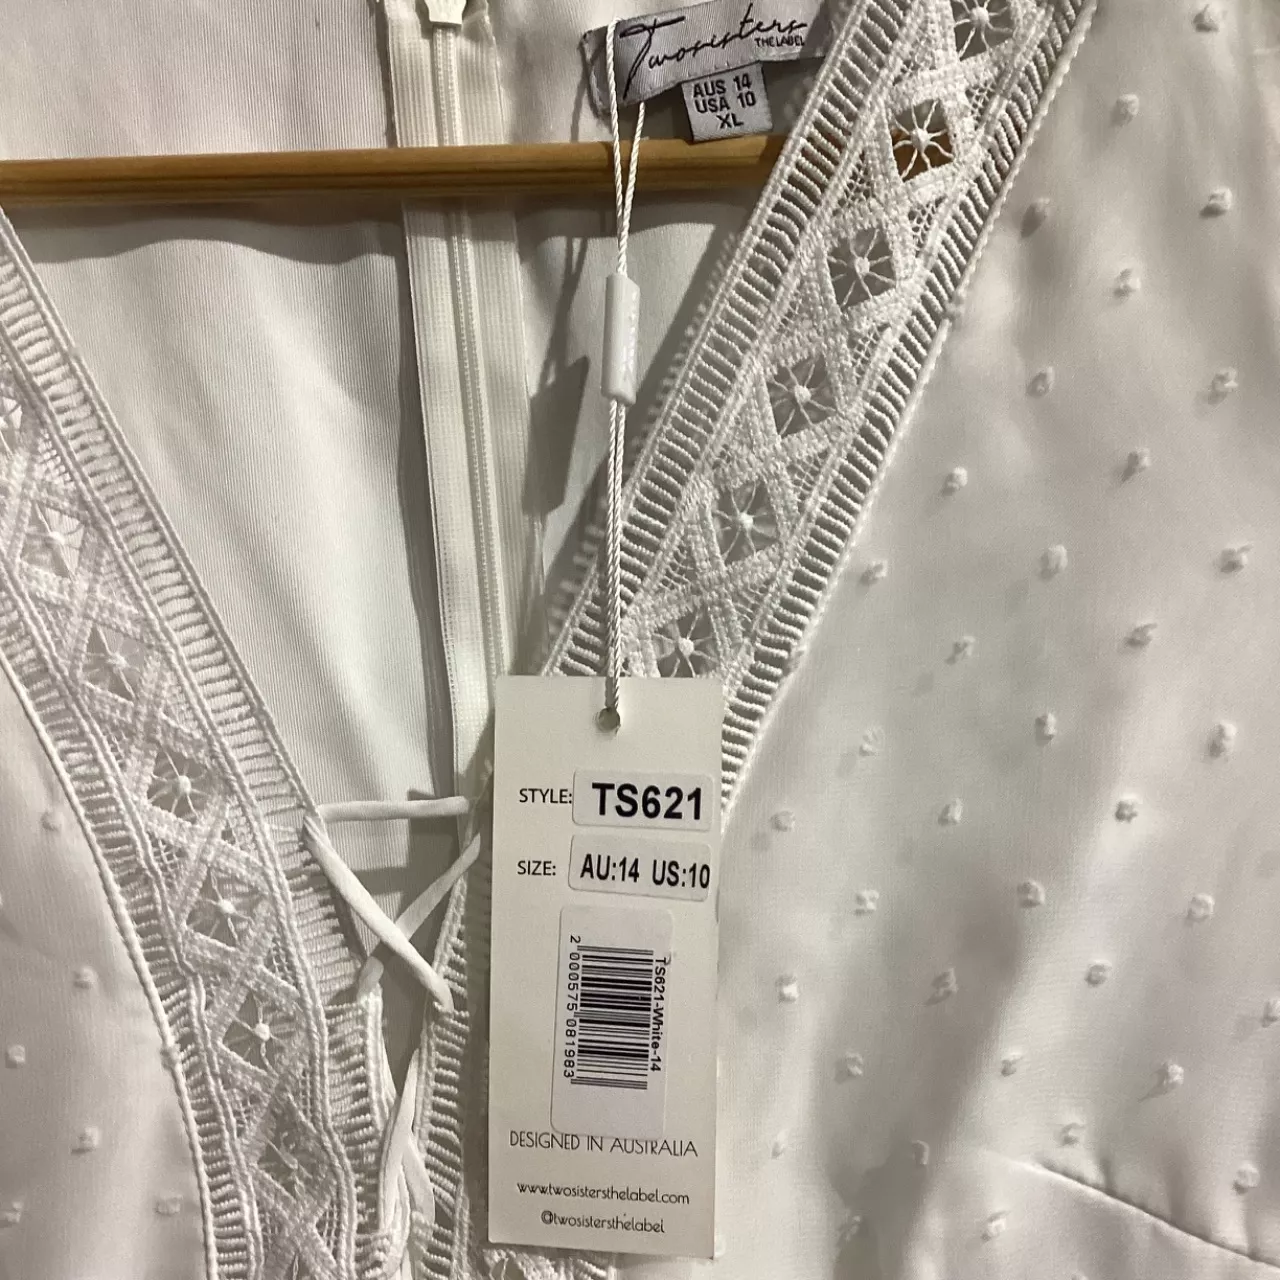 Twosisters
THE LABEL
AUS 14
USA 10
XL
STYLE: TS621
SIZE: AU:14 US:10
TS621-White-14
2 000575 081983
DESIGNED IN AUSTRALIA
www.twosistersthelabel.com
@twosistersthelabel